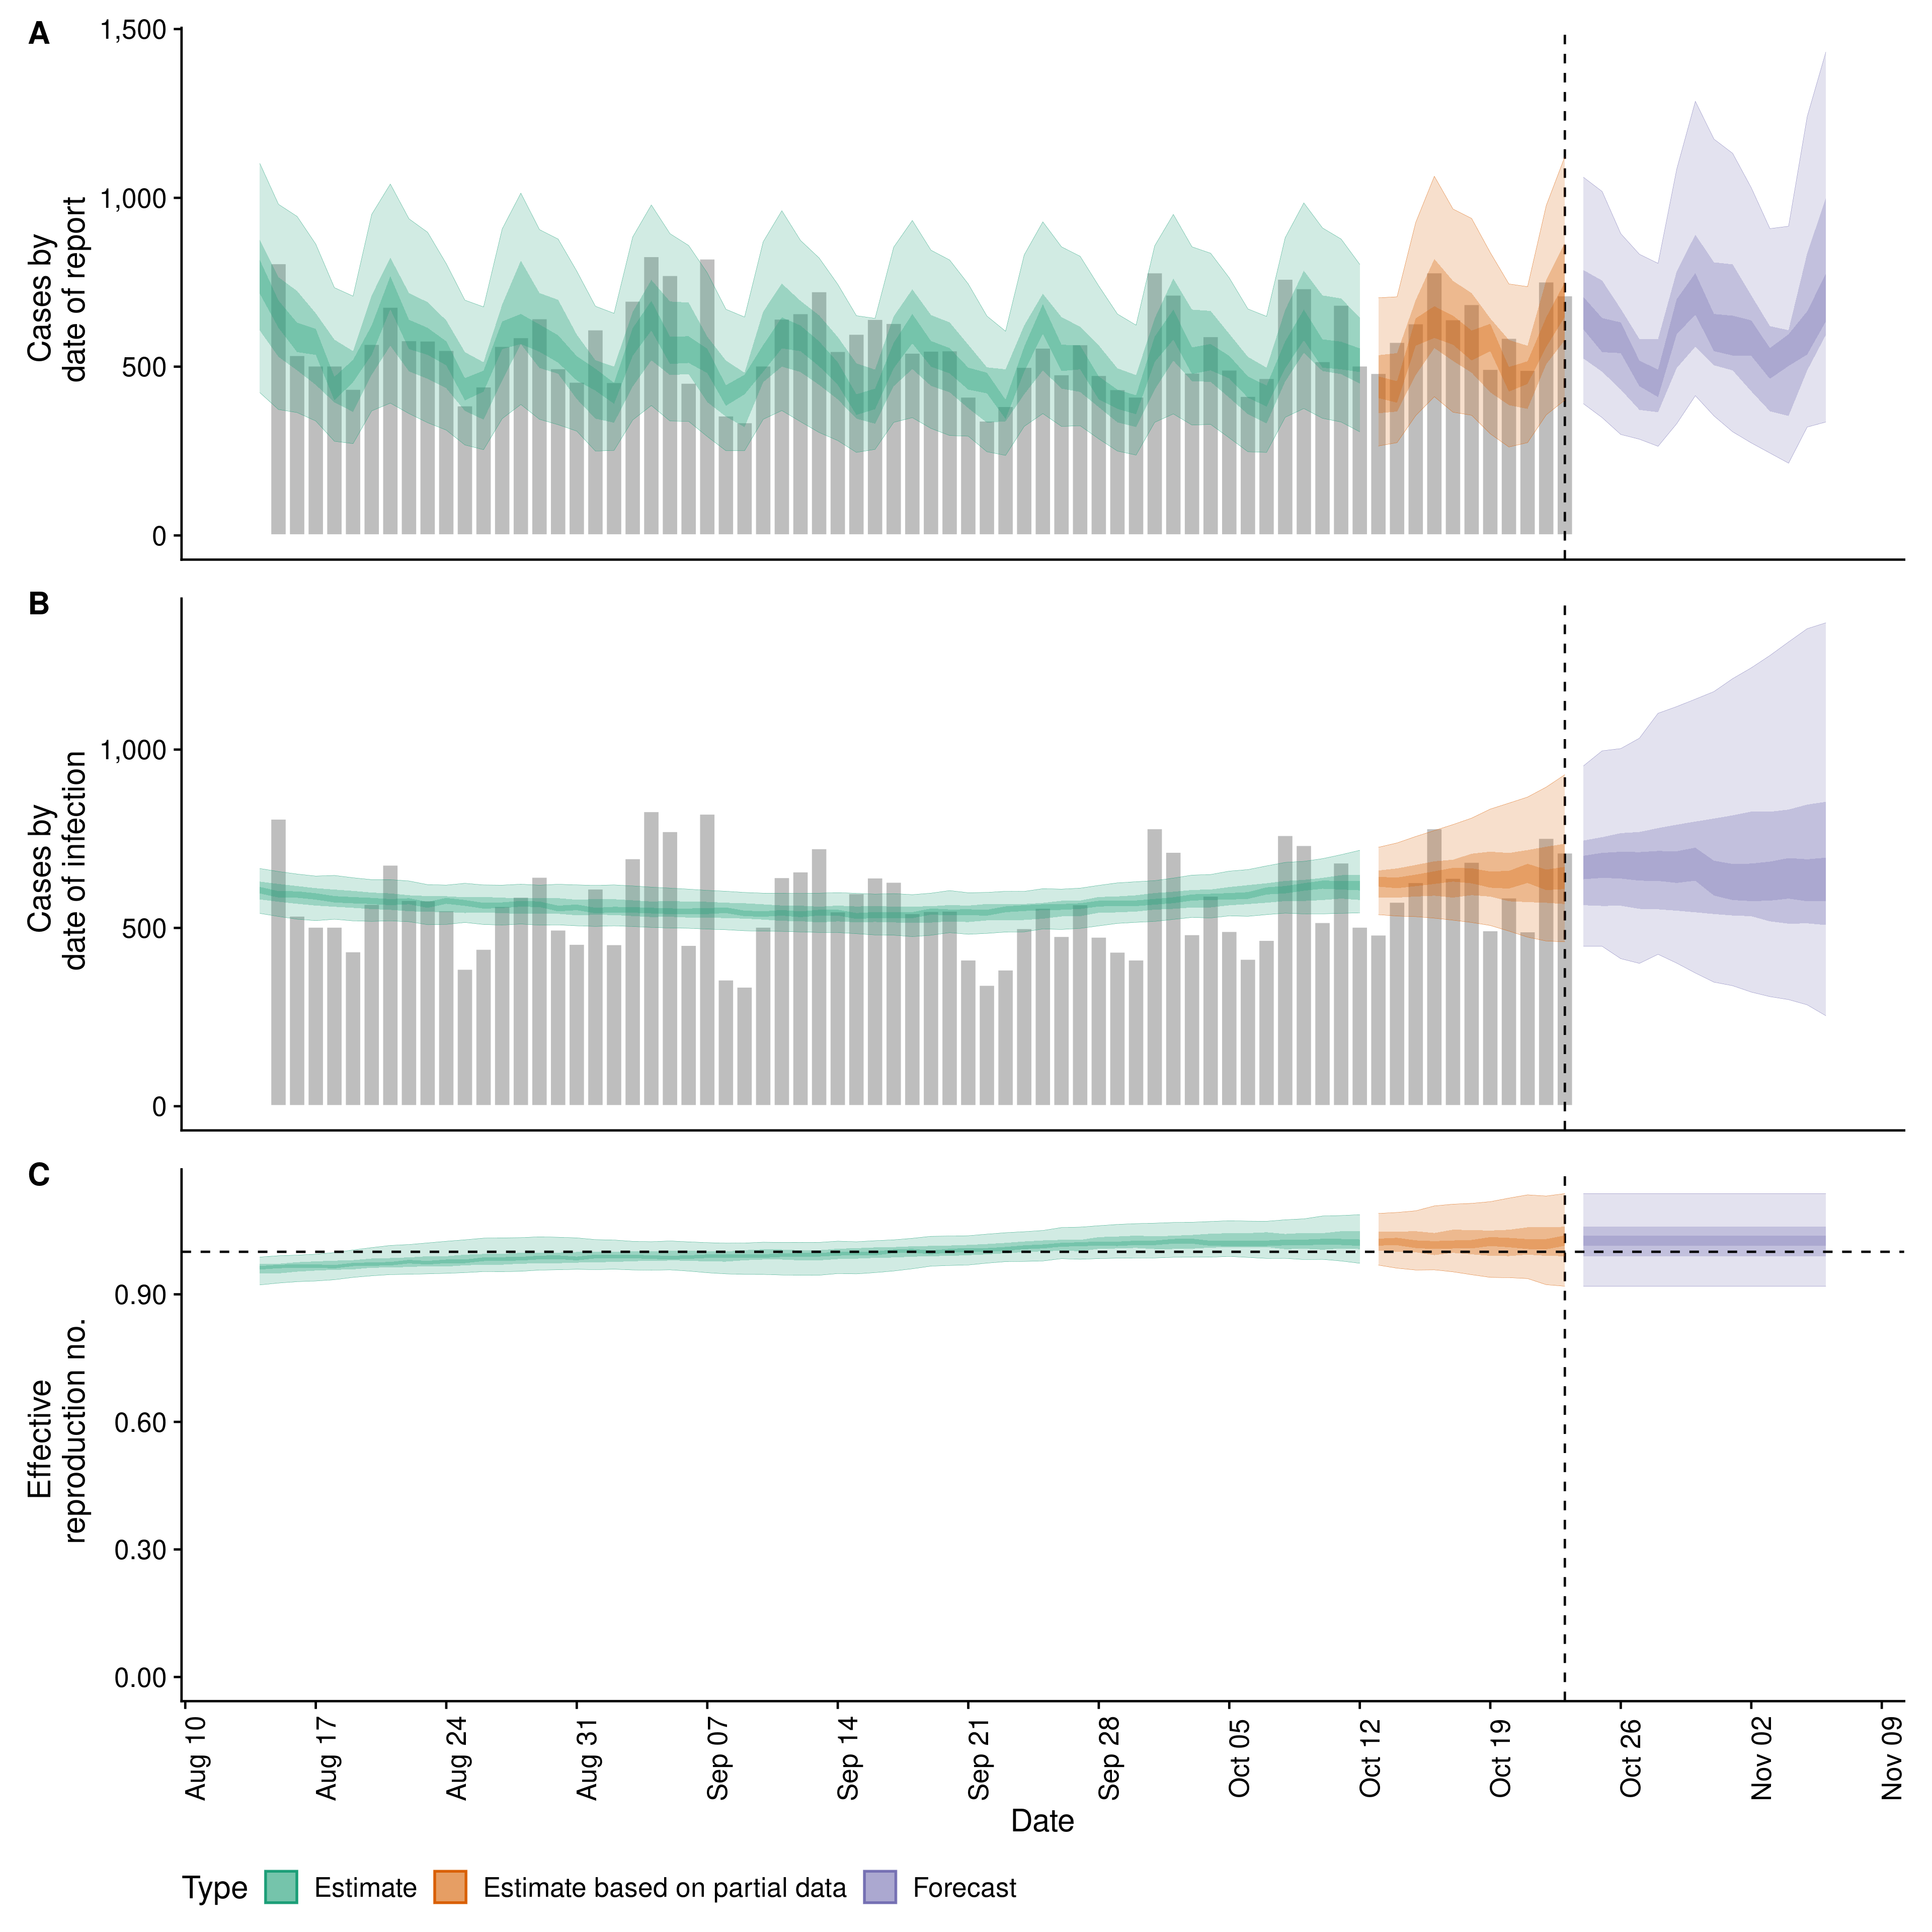 A
1,500
1,000
500
0
Cases by
date of report
B
1,000
500
0
Cases by
date of infection
C
0.90
0.60
0.30
0.00
Effective
reproduction no.
Aug 10
Aug 17
Aug 24
Aug 31
Sep 07
Sep 14
Sep 21
Sep 28
Oct 05
Oct 12
Oct 19
Oct 26
Nov 02
Nov 09
Date
Type Estimate Estimate based on partial data Forecast